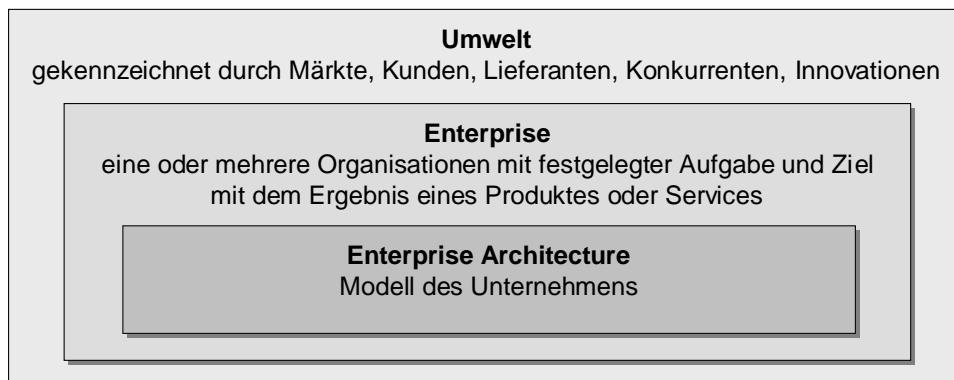 Umwelt
gekennzeichnet durch Märkte, Kunden, Lieferanten, Konkurrenten, Innovationen
Enterprise
eine oder mehrere Organisationen mit festgelegter Aufgabe und Ziel
mit dem Ergebnis eines Produktes oder Services
Enterprise Architecture
Modell des Unternehmens